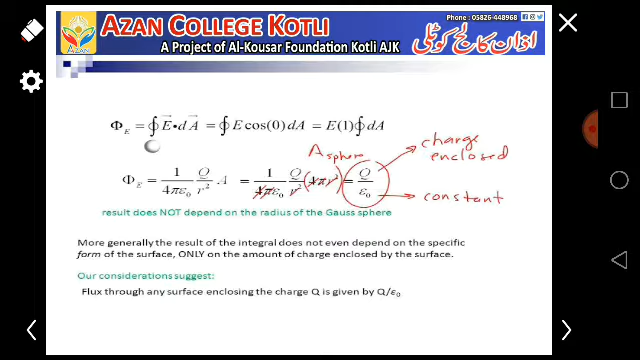 AZAN COLLEGE KOTLI
A Project of Al-Kousar Foundation Kotli AJK
AZAN
Phone : 05826-448968
اذان کالج کوٹلی
Φ_E = ∮ E⃗ • dA⃗ = ∮ E cos(0) dA = E(1) ∮ dA
A sphere
charge enclosed
Φ_E = 1/4πε₀ Q/r² A = 1/4πε₀ Q/r² (4πr²) = Q/ε₀
constant
result does NOT depend on the radius of the Gauss sphere
More generally the result of the integral does not even depend on the specific
form of the surface, ONLY on the amount of charge enclosed by the surface.
Our considerations suggest:
Flux through any surface enclosing the charge Q is given by Q/ε₀